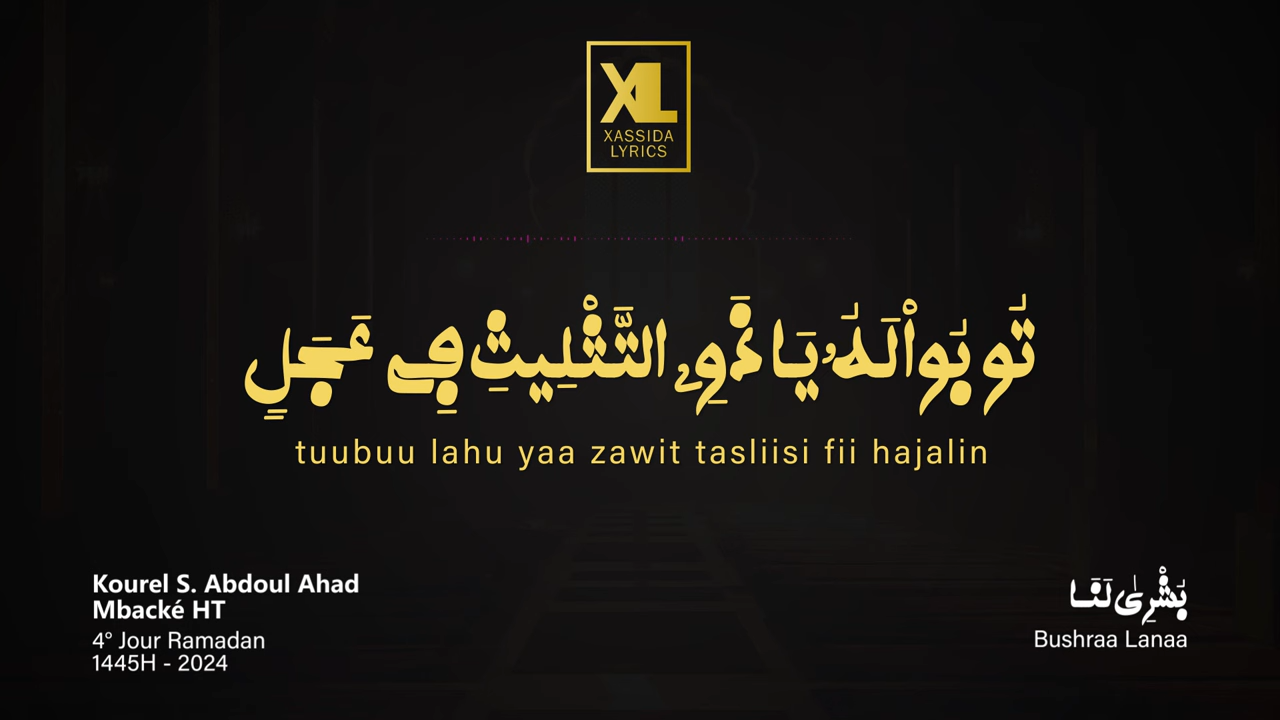 XL
XASSIDA
LYRICS
تُوبُواْ لَهُۥ يَا ذَوِے التَّثْلِيثِ فِے عَجَلٍ
tuubuu lahu yaa zawit tasliisi fii hajalin
Kourel S. Abdoul Ahad
Mbacké HT
4° Jour Ramadan
1445H - 2024
بُشْرِىٰ لَنَا
Bushraa Lanaa